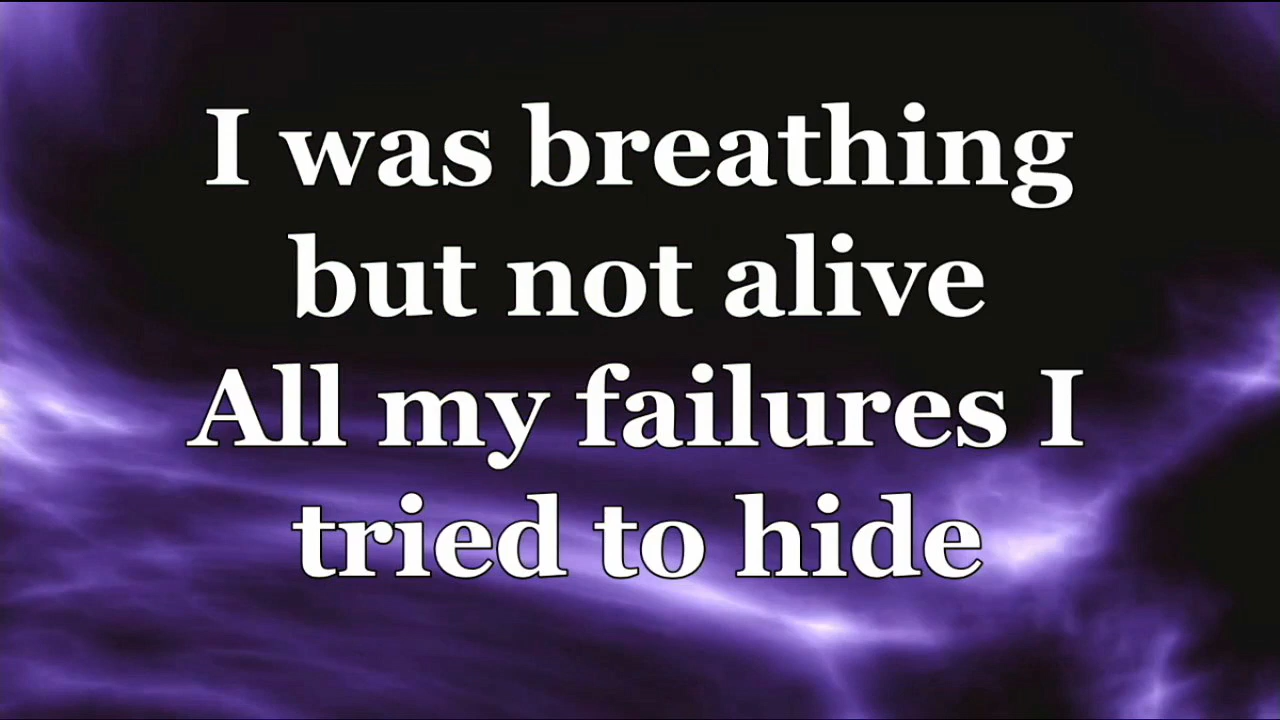 I was breathing
but not alive
All my failures I
tried to hide